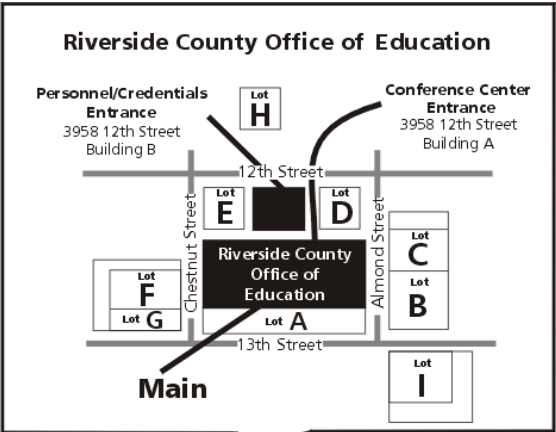 Riverside County Office of Education
Personnel/Credentials
Entrance
3958 12th Street
Building B
Lot
H
Conference Center
Entrance
3958 12th Street
Building A
12th Street
Lot
E
Lot
D
Chestnut Street
Almond Street
Riverside County
Office of
Education
Lot
C
Lot
B
Lot
F
Lot G
Lot A
13th Street
Main
Lot
I